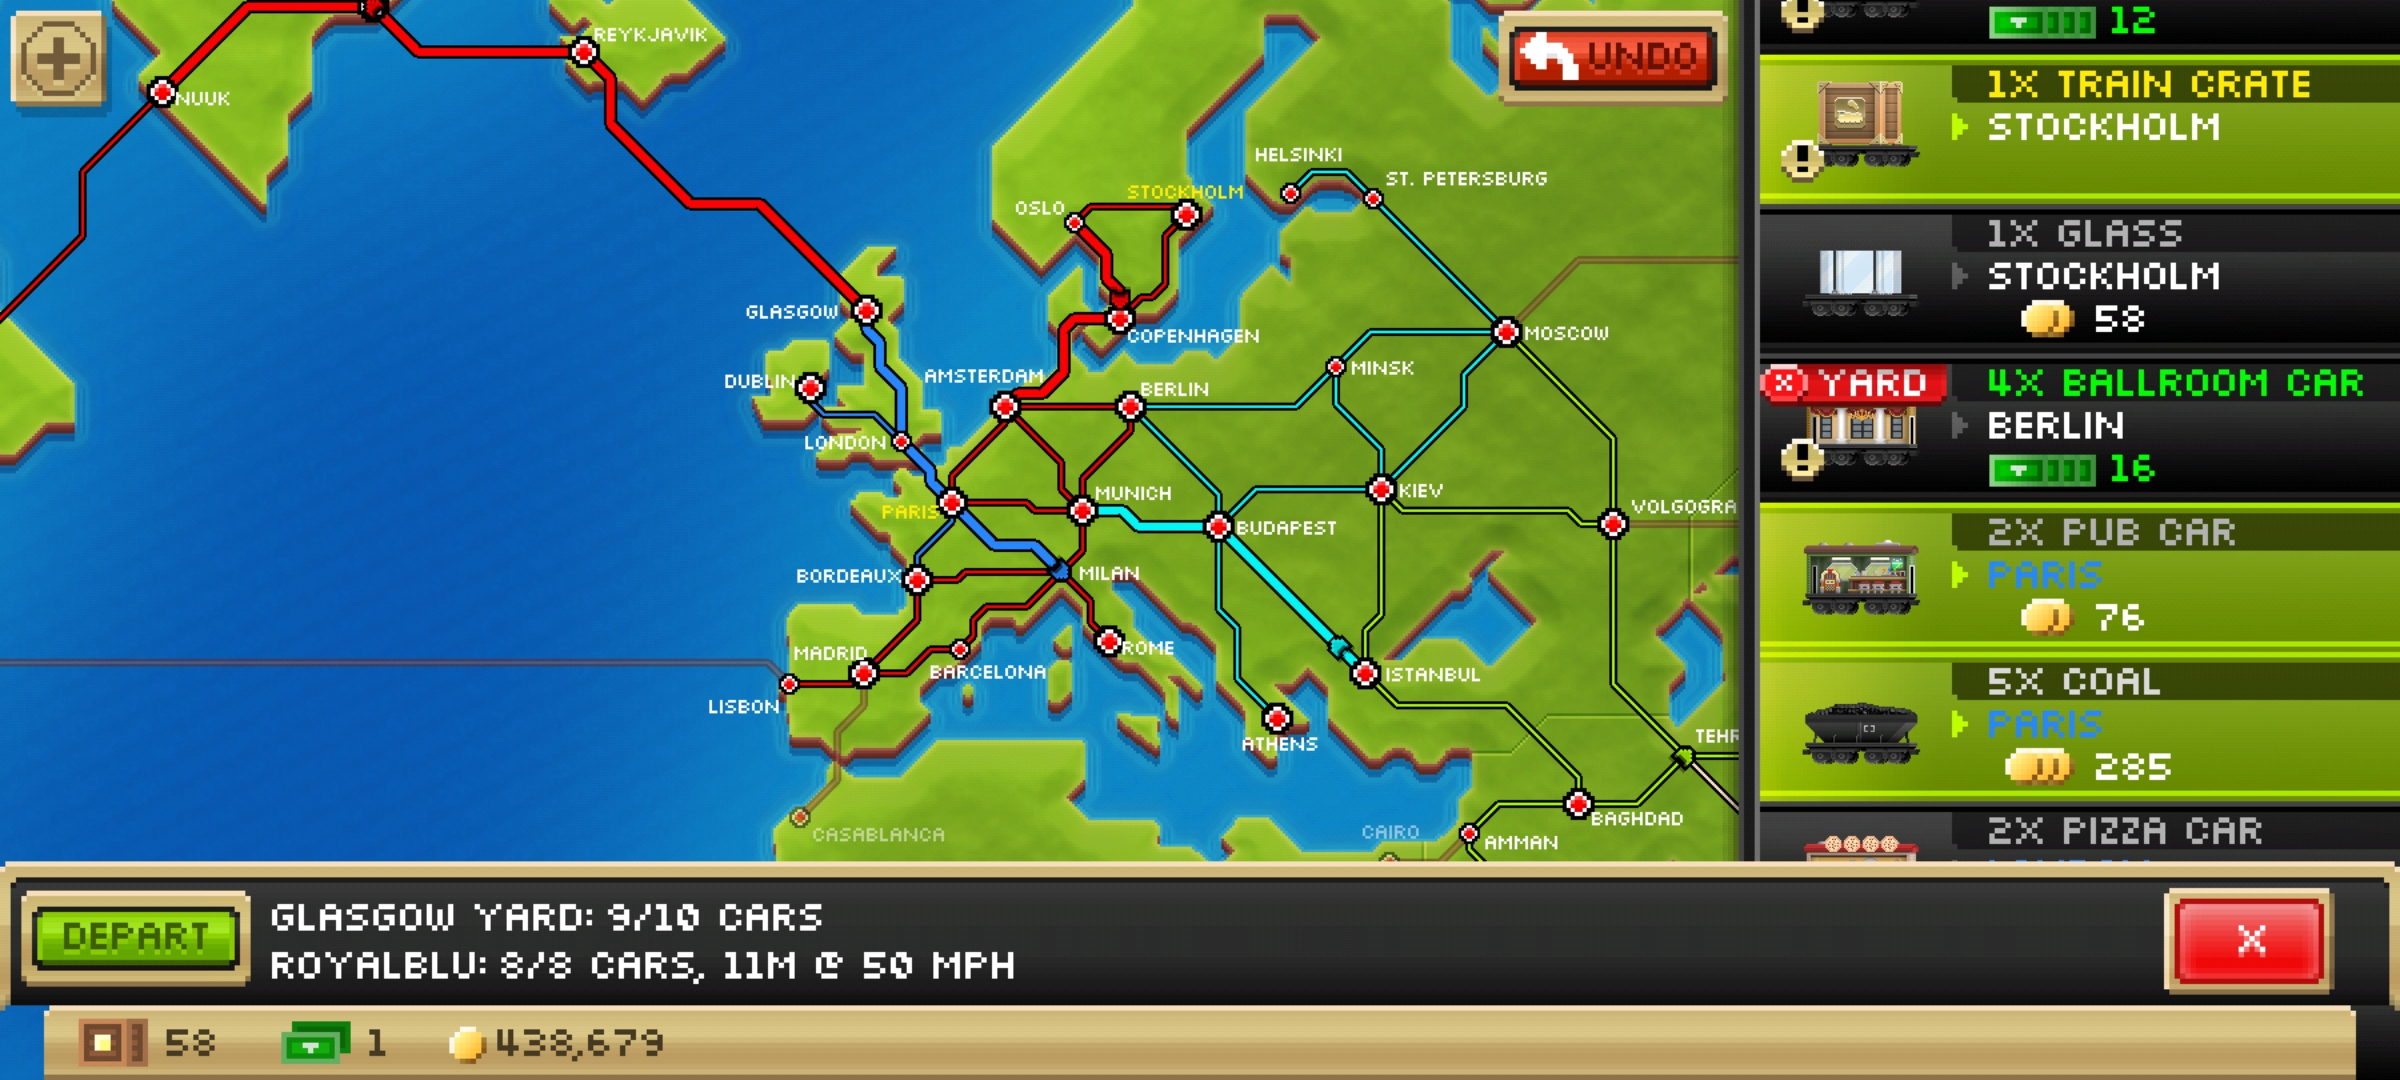 REYKJAVIK
NUUK
UNDO
HELSINKI
ST. PETERSBURG
STOCKHOLM
OSLO
GLASGOW
COPENHAGEN
MOSCOW
DUBLIN
AMSTERDAM
BERLIN
MINSK
LONDON
PARIS
MUNICH
KIEV
BUDAPEST
VOLGOGRA
BORDEAUX
MILAN
MADRID
BARCELONA
ROME
ISTANBUL
LISBON
ATHENS
TEHR
CASABLANCA
CAIRO
AMMAN
BAGHDAD
12
1X TRAIN CRATE
STOCKHOLM
1X GLASS
STOCKHOLM
58
YARD
4X BALLROOM CAR
BERLIN
16
2X PUB CAR
PARIS
76
5X COAL
PARIS
285
2X PIZZA CAR
DEPART
GLASGOW YARD: 9/10 CARS
ROYALBLU: 8/8 CARS, 11M @ 50 MPH
X
58
1
438,679